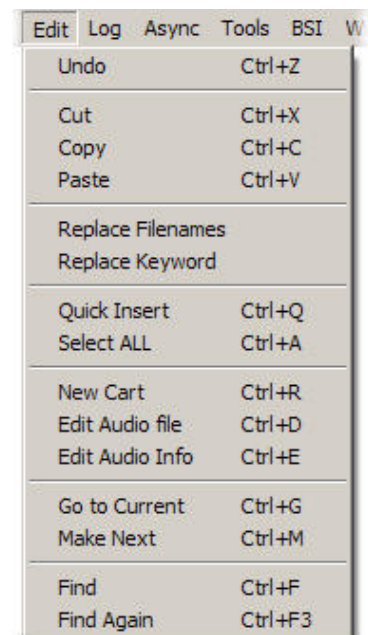 Edit Log Async Tools BSI W
Undo Ctrl+Z
Cut Ctrl+X
Copy Ctrl+C
Paste Ctrl+V
Replace Filenames
Replace Keyword
Quick Insert Ctrl+Q
Select ALL Ctrl+A
New Cart Ctrl+R
Edit Audio file Ctrl+D
Edit Audio Info Ctrl+E
Go to Current Ctrl+G
Make Next Ctrl+M
Find Ctrl+F
Find Again Ctrl+F3